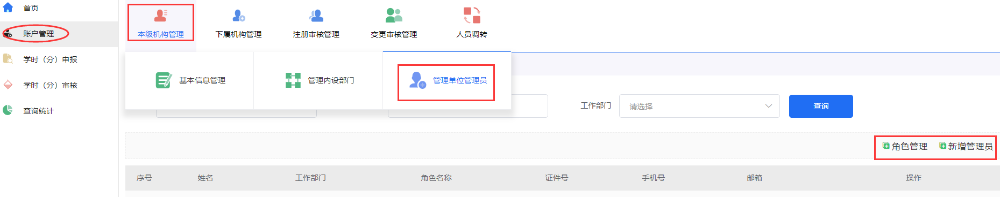 首页
账户管理
学时（分）申报
学时（分）审核
查询统计
本级机构管理 下属机构管理 注册审核管理 变更审核管理 人员调转
基本信息管理 管理内设部门 管理单位管理员
工作部门 请选择 查询
角色管理 新增管理员
序号 姓名 工作部门 角色名称 证件号 手机号 邮箱 操作